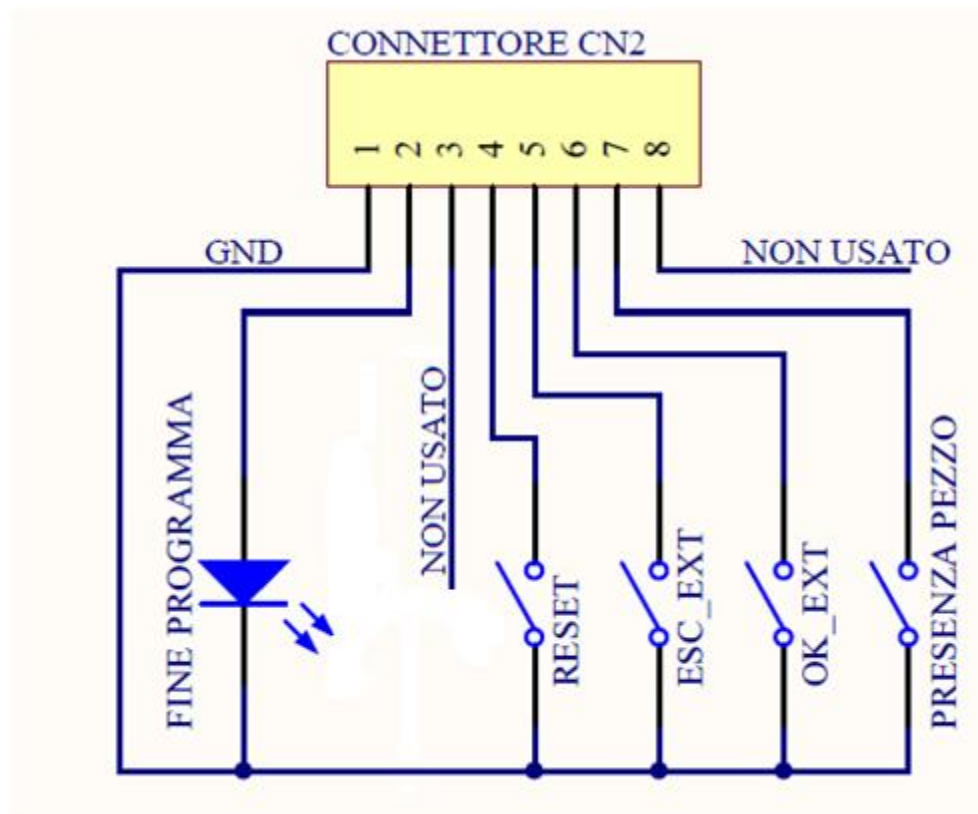 CONNETTORE CN2
1 2 3 4 5 6 7 8
GND
NON USATO
FINE PROGRAMMA
NON USATO
RESET
ESC_EXT
OK_EXT
PRESENZA PEZZO